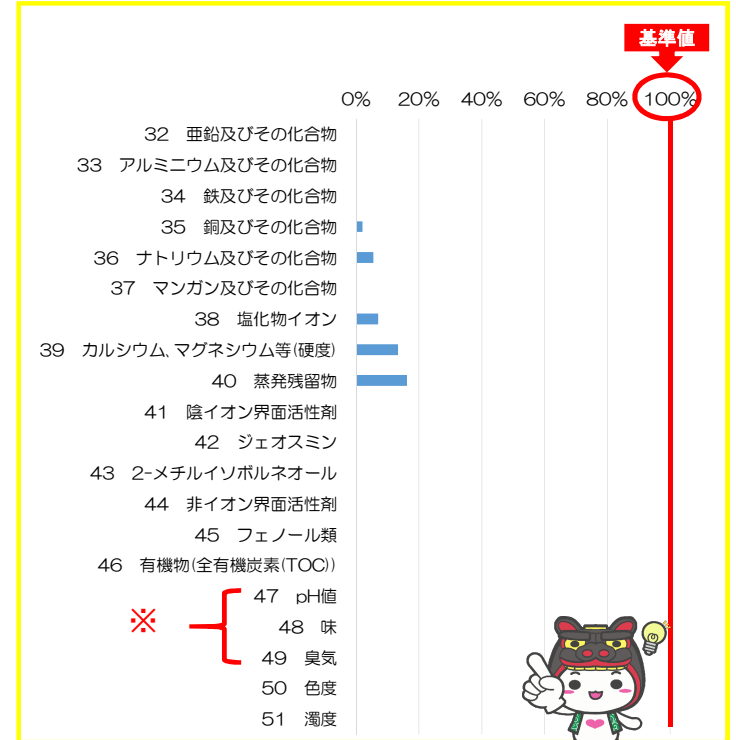 基準値
0% 20% 40% 60% 80% 100%
32 亜鉛及びその化合物
33 アルミニウム及びその化合物
34 鉄及びその化合物
35 銅及びその化合物
36 ナトリウム及びその化合物
37 マンガン及びその化合物
38 塩化物イオン
39 カルシウム、マグネシウム等(硬度)
40 蒸発残留物
41 陰イオン界面活性剤
42 ジェオスミン
43 2-メチルイソボルネオール
44 非イオン界面活性剤
45 フェノール類
46 有機物(全有機炭素(TOC))
47 pH値
※
48 味
49 臭気
50 色度
51 濁度